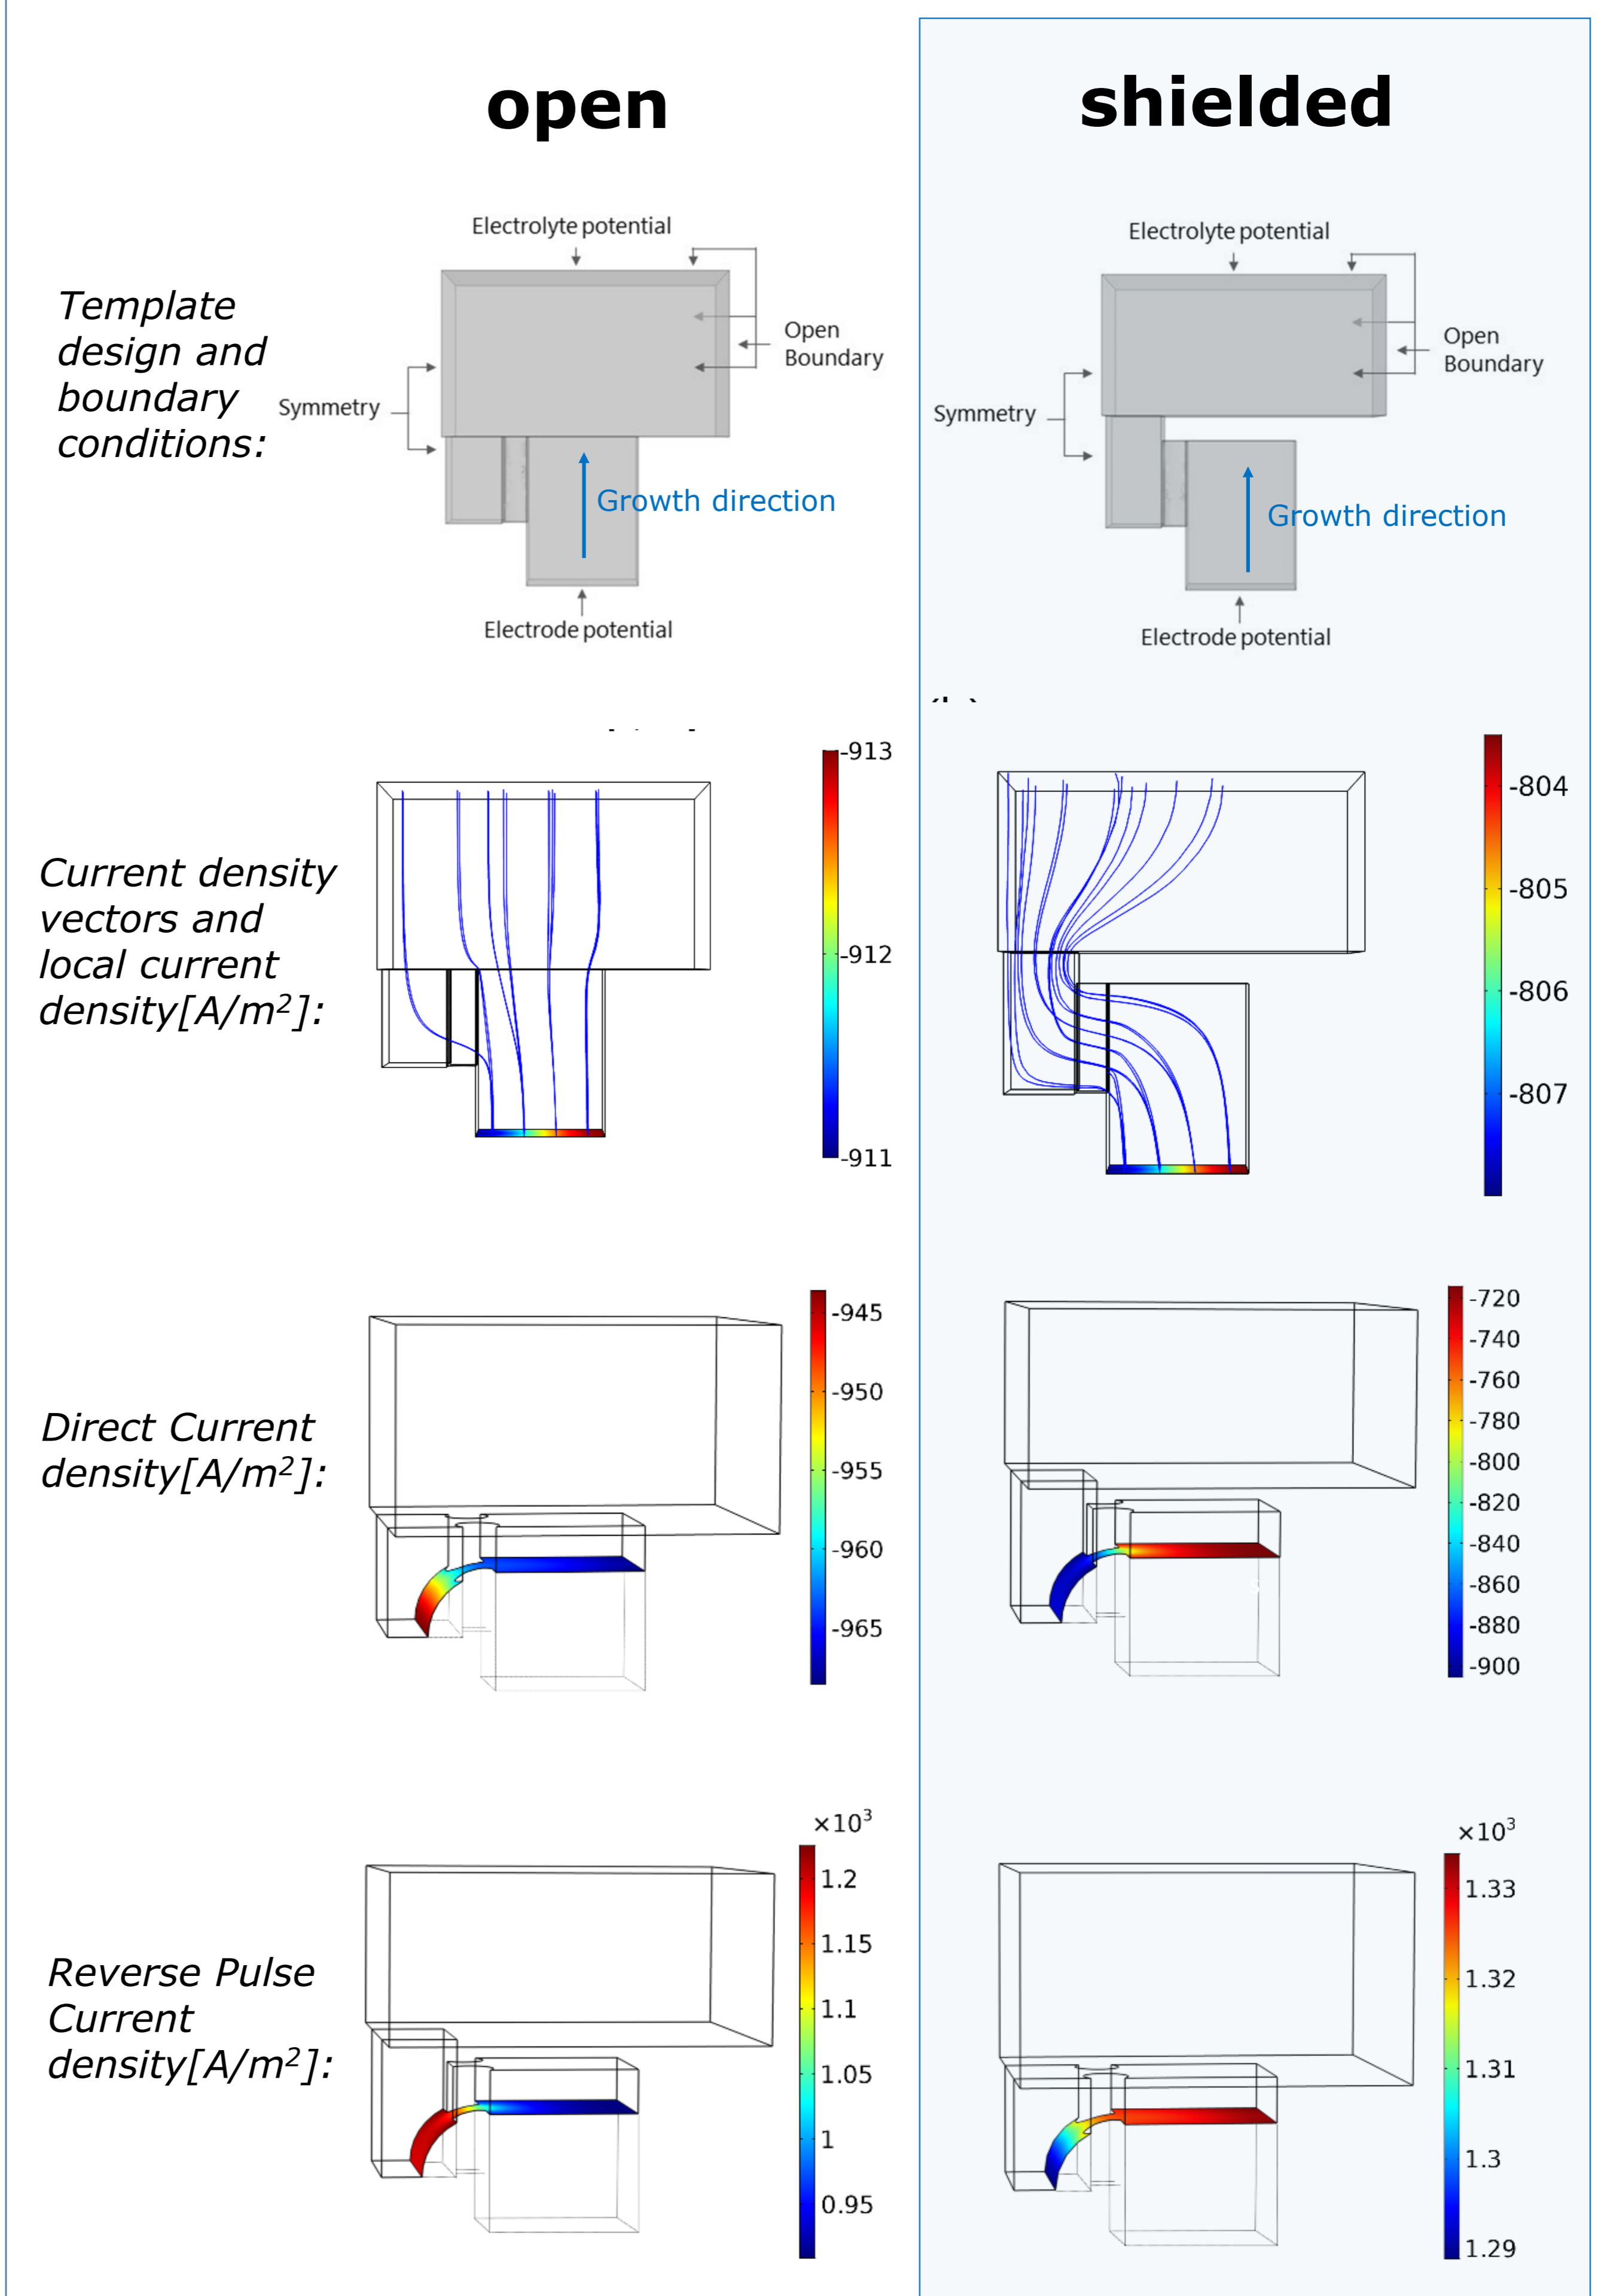 open
shielded
Template
design and
boundary
conditions:
Electrolyte potential
Open
Boundary
Symmetry
Growth direction
Electrode potential
Electrolyte potential
Open
Boundary
Symmetry
Growth direction
Electrode potential
Current density
vectors and
local current
density[A/m²]:
-913
-912
-911
-804
-805
-806
-807
Direct Current
density[A/m²]:
-945
-950
-955
-960
-965
-720
-740
-760
-780
-800
-820
-840
-860
-880
-900
Reverse Pulse
Current
density[A/m²]:
×10³
1.2
1.15
1.1
1.05
1
0.95
×10³
1.33
1.32
1.31
1.3
1.29